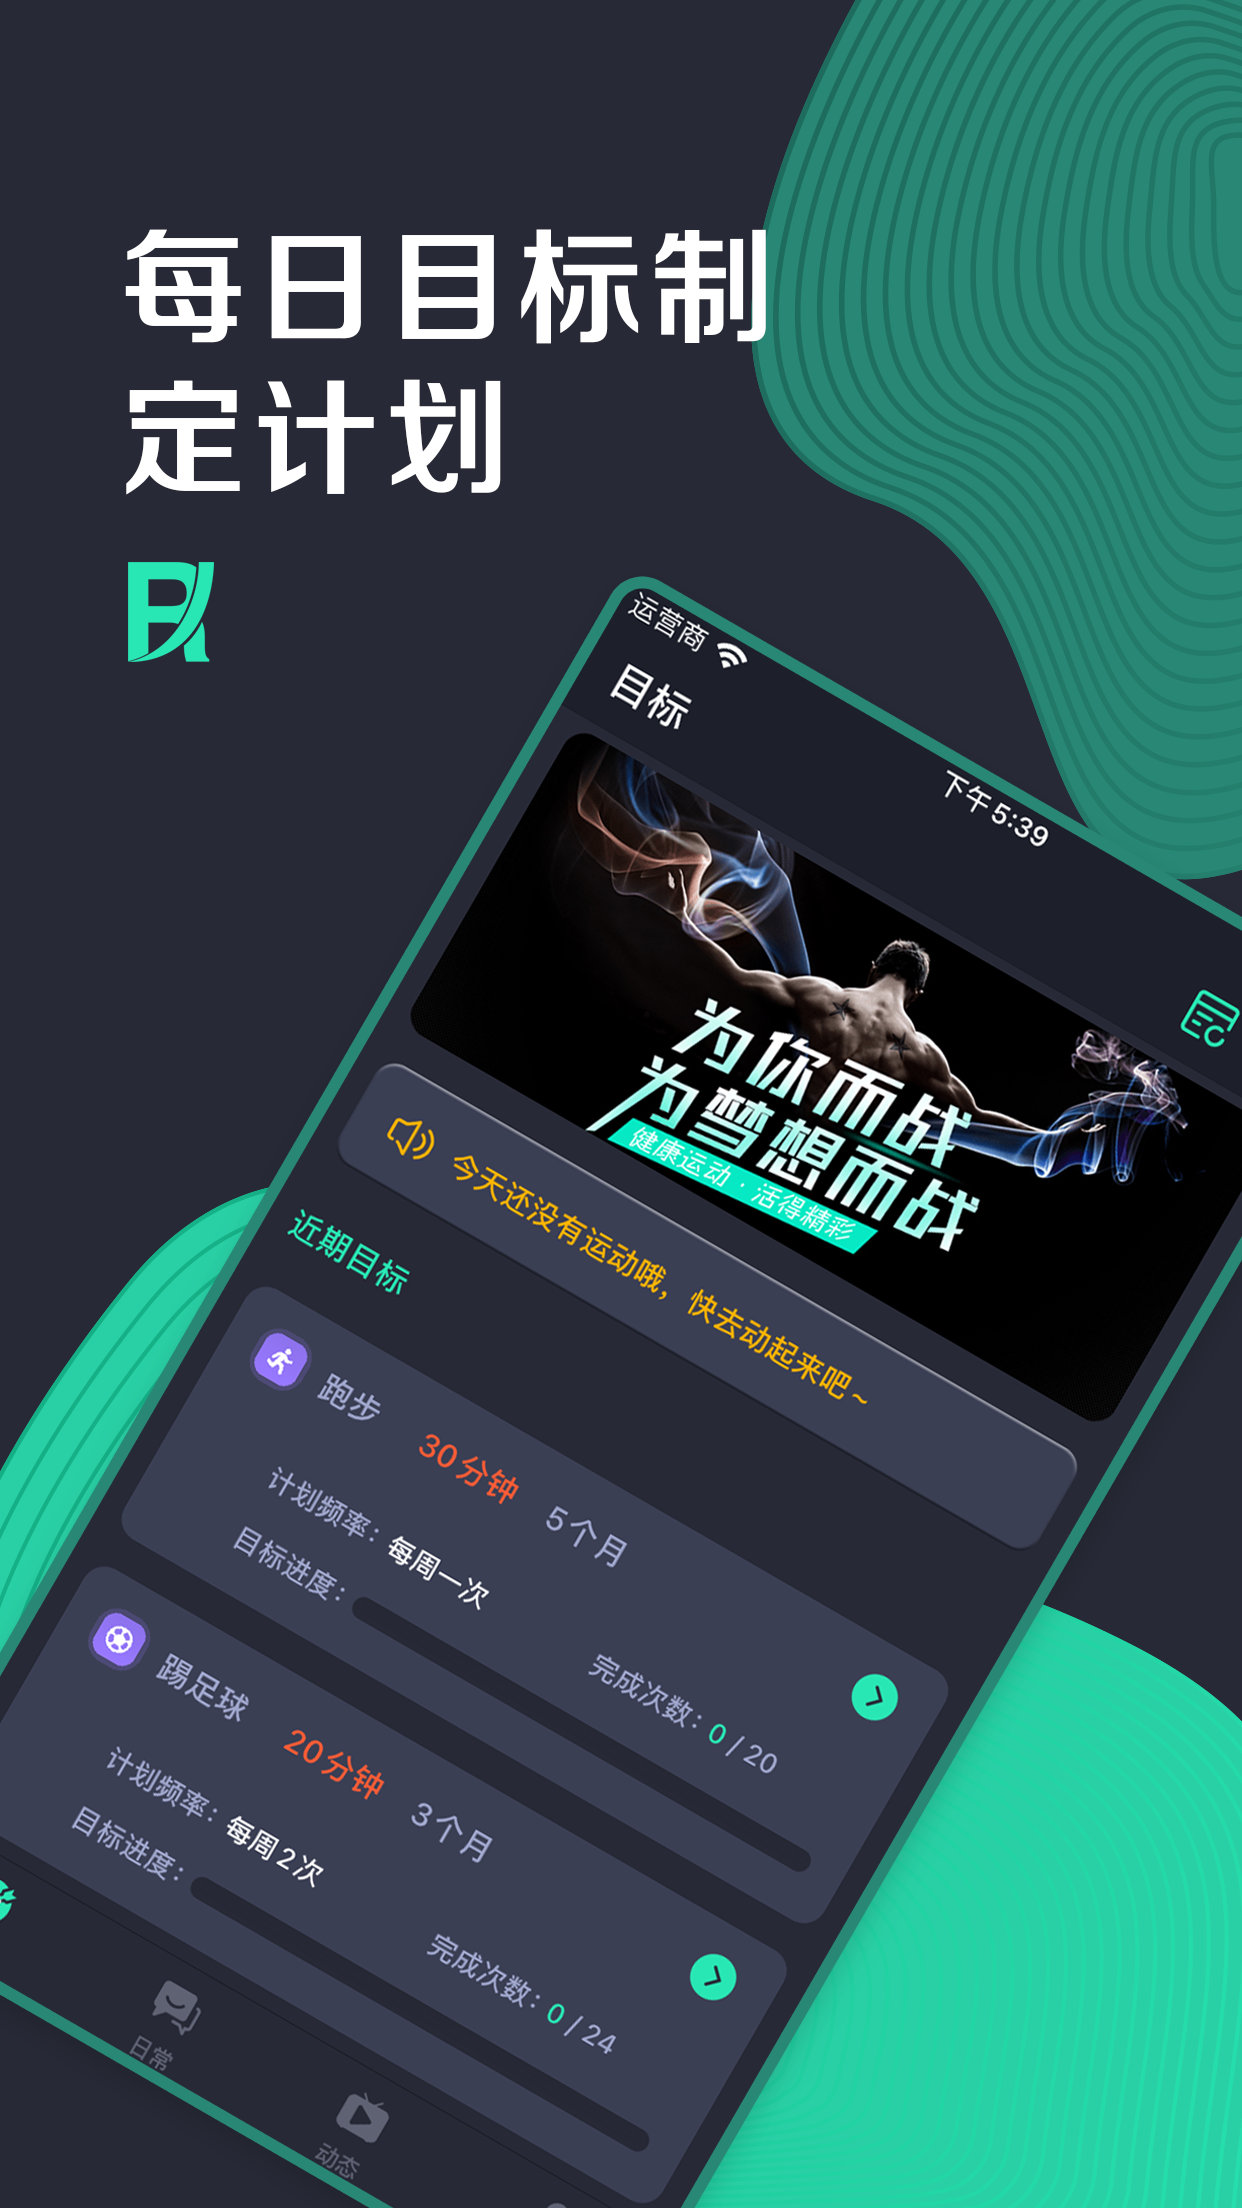 每日目标制
定计划
运营商
下午5:39
目标
为你而战
为梦想而战
健康运动·活得精彩
今天还没有运动哦，快去动起来吧~
近期目标
跑步
30分钟
5个月
计划频率：每周一次
目标进度：
完成次数：0/20
踢足球
20分钟
3个月
计划频率：每周2次
目标进度：
完成次数：0/24
日常
动态